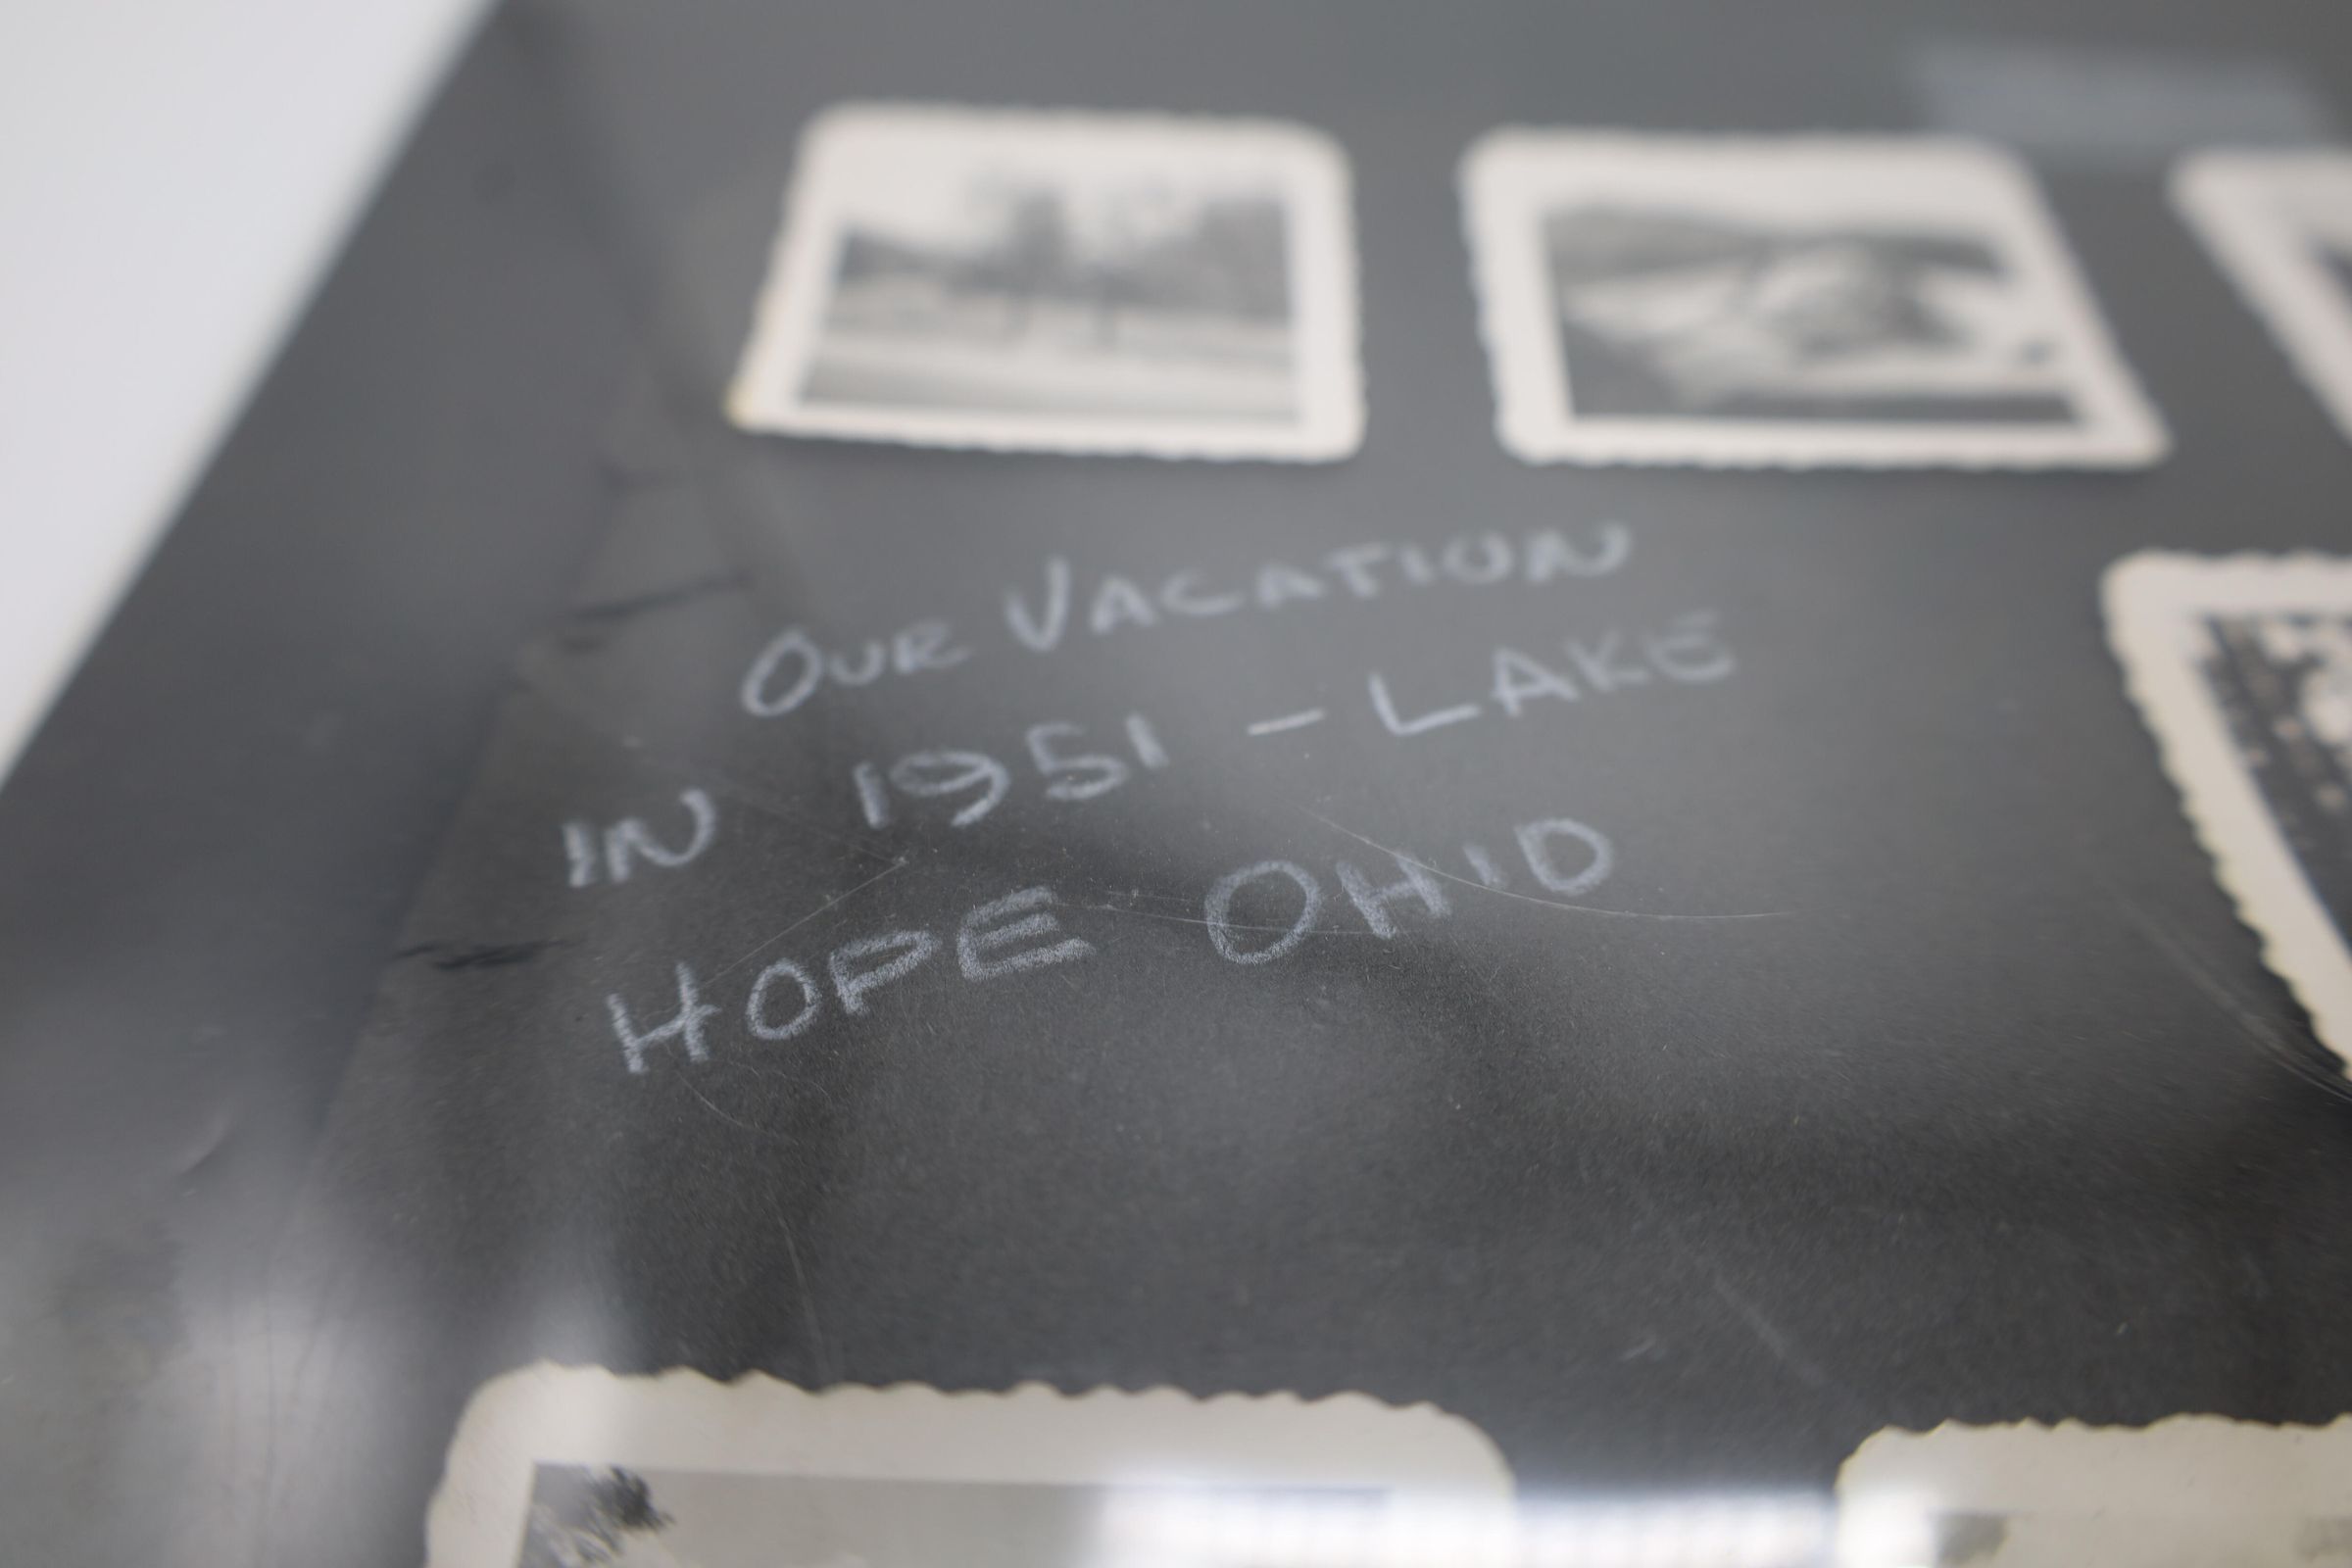 OUR VACATION
IN 1951 - LAKE
HOPE OHIO